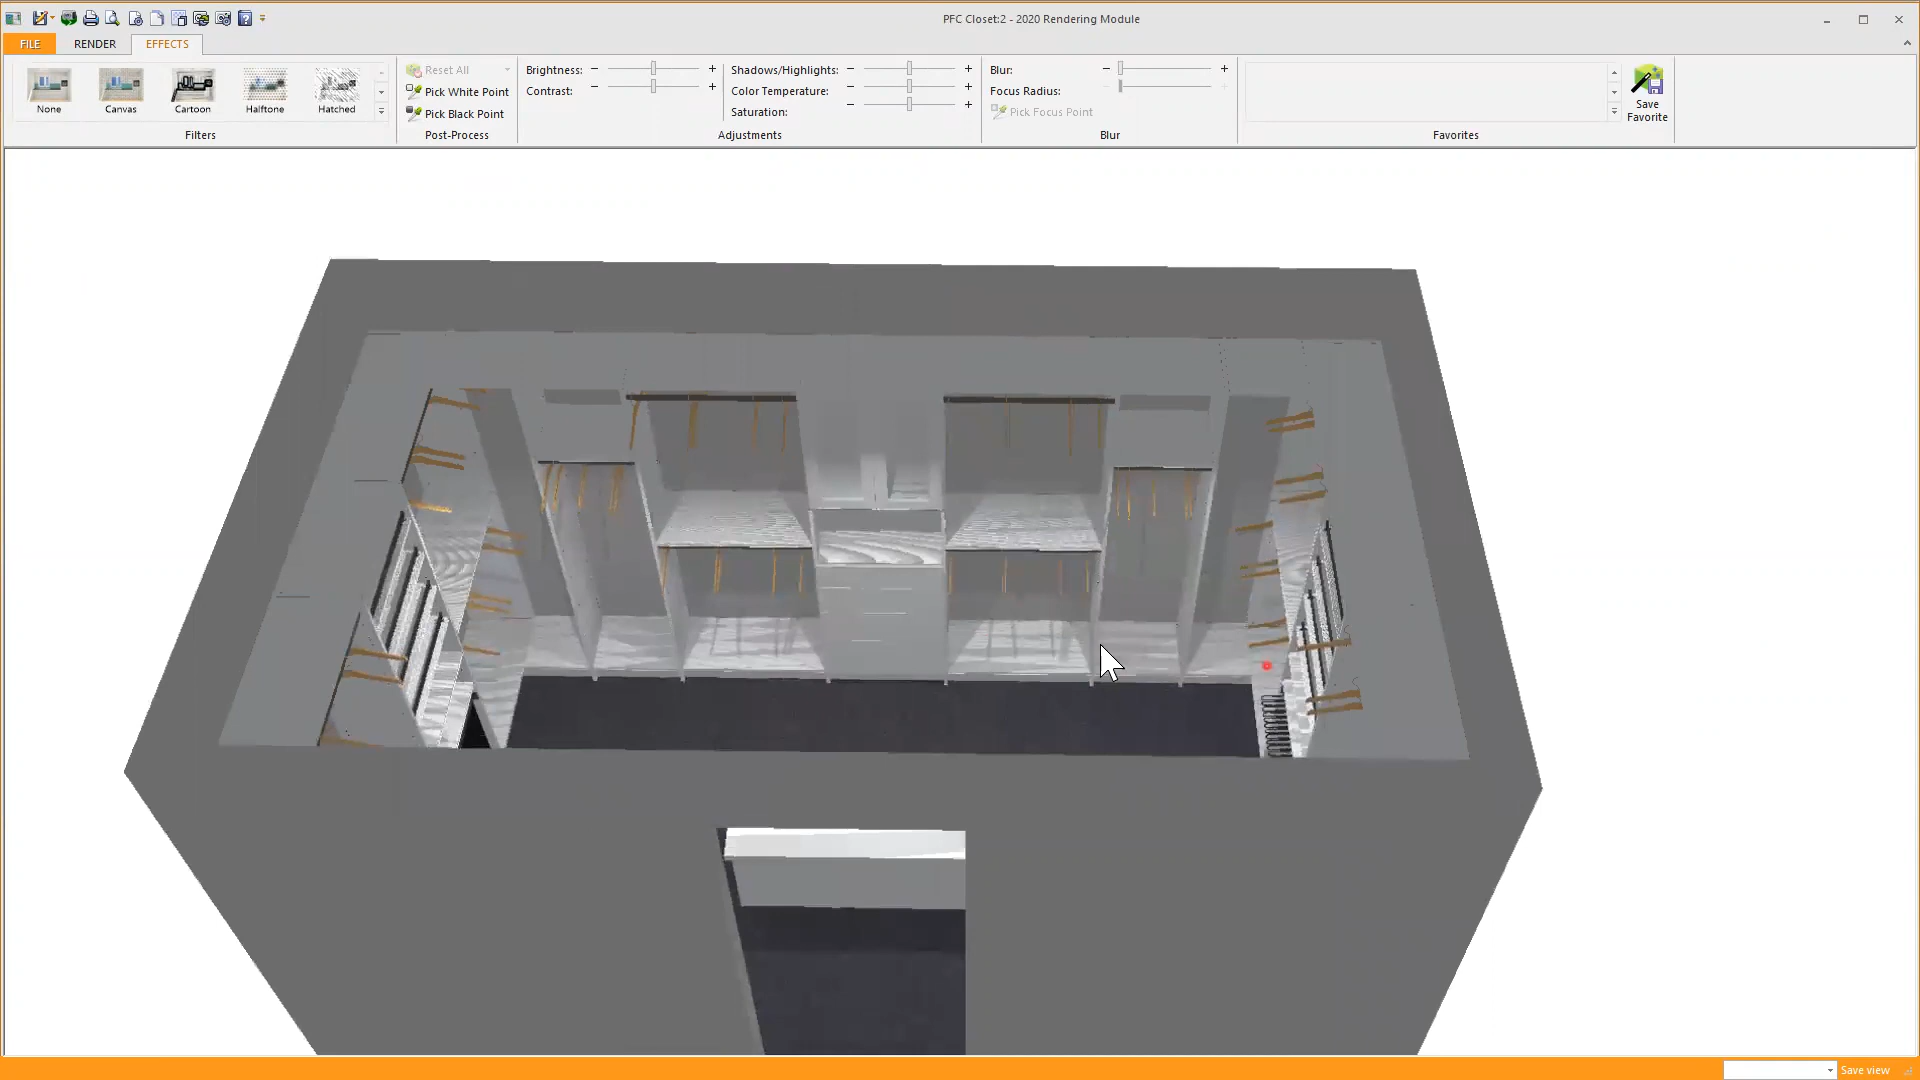 PFC Closet:2 - 2020 Rendering Module
FILE
RENDER
EFFECTS
None
Canvas
Cartoon
Halftone
Hatched
Filters
Reset All
Pick White Point
Pick Black Point
Post-Process
Brightness:
Contrast:
Shadows/Highlights:
Color Temperature:
Saturation:
Adjustments
Blur:
Focus Radius:
Pick Focus Point
Blur
Favorites
Save
Favorite
Save view